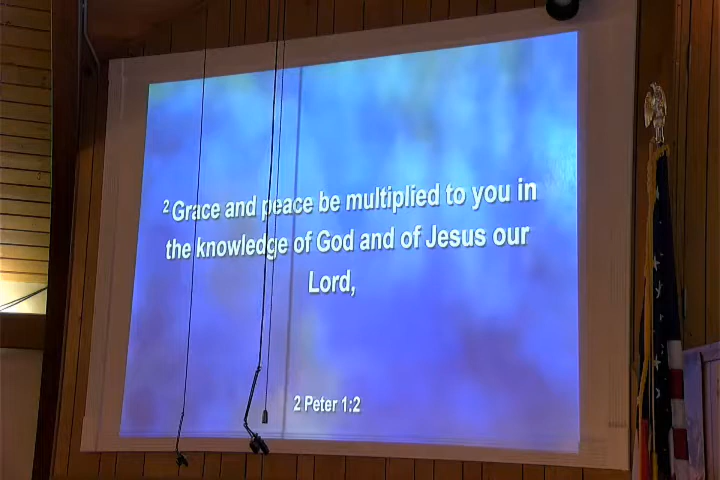 2 Grace and peace be multiplied to you in
the knowledge of God and of Jesus our
Lord,
2 Peter 1:2